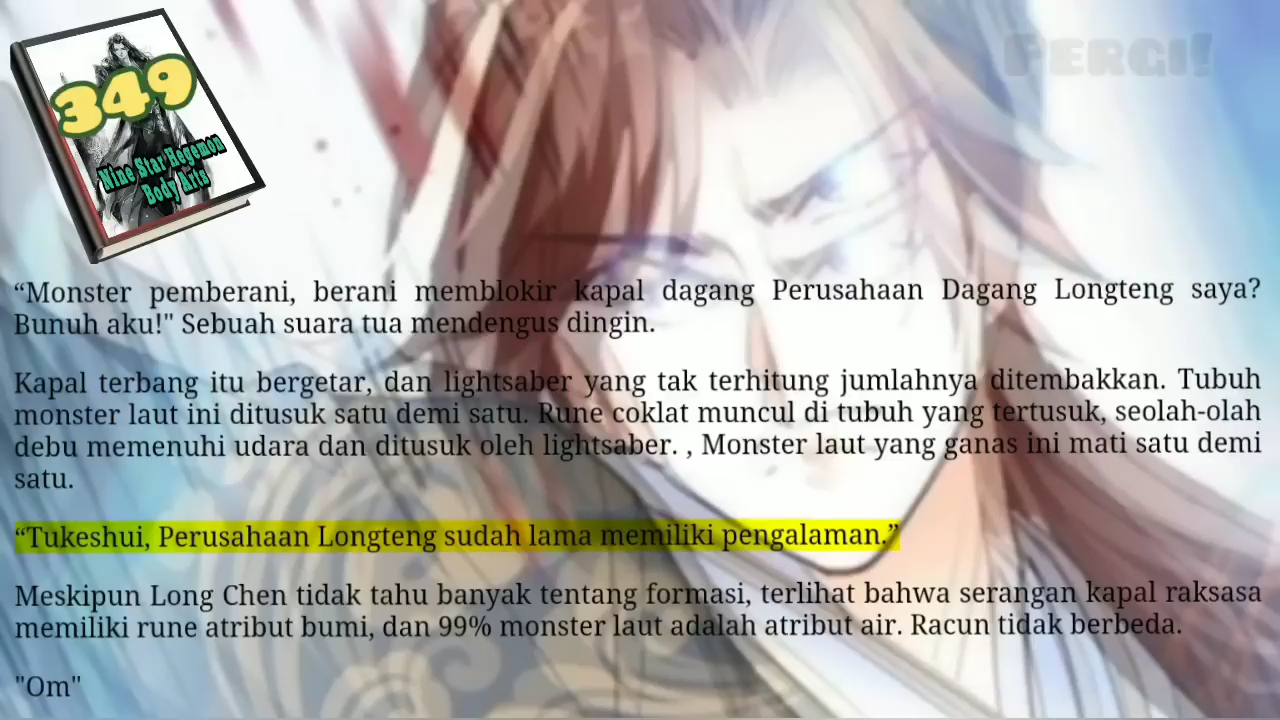 349
Nine Star Hegemon
Body Arts
PERGI!
“Monster pemberani, berani memblokir kapal dagang Perusahaan Dagang Longteng saya?
Bunuh aku!" Sebuah suara tua mendengus dingin.
Kapal terbang itu bergetar, dan lightsaber yang tak terhitung jumlahnya ditembakkan. Tubuh
monster laut ini ditusuk satu demi satu. Rune coklat muncul di tubuh yang tertusuk, seolah-olah
debu memenuhi udara dan ditusuk oleh lightsaber. , Monster laut yang ganas ini mati satu demi
satu.
“Tukeshui, Perusahaan Longteng sudah lama memiliki pengalaman.”
Meskipun Long Chen tidak tahu banyak tentang formasi, terlihat bahwa serangan kapal raksasa
memiliki rune atribut bumi, dan 99% monster laut adalah atribut air. Racun tidak berbeda.
"Om"